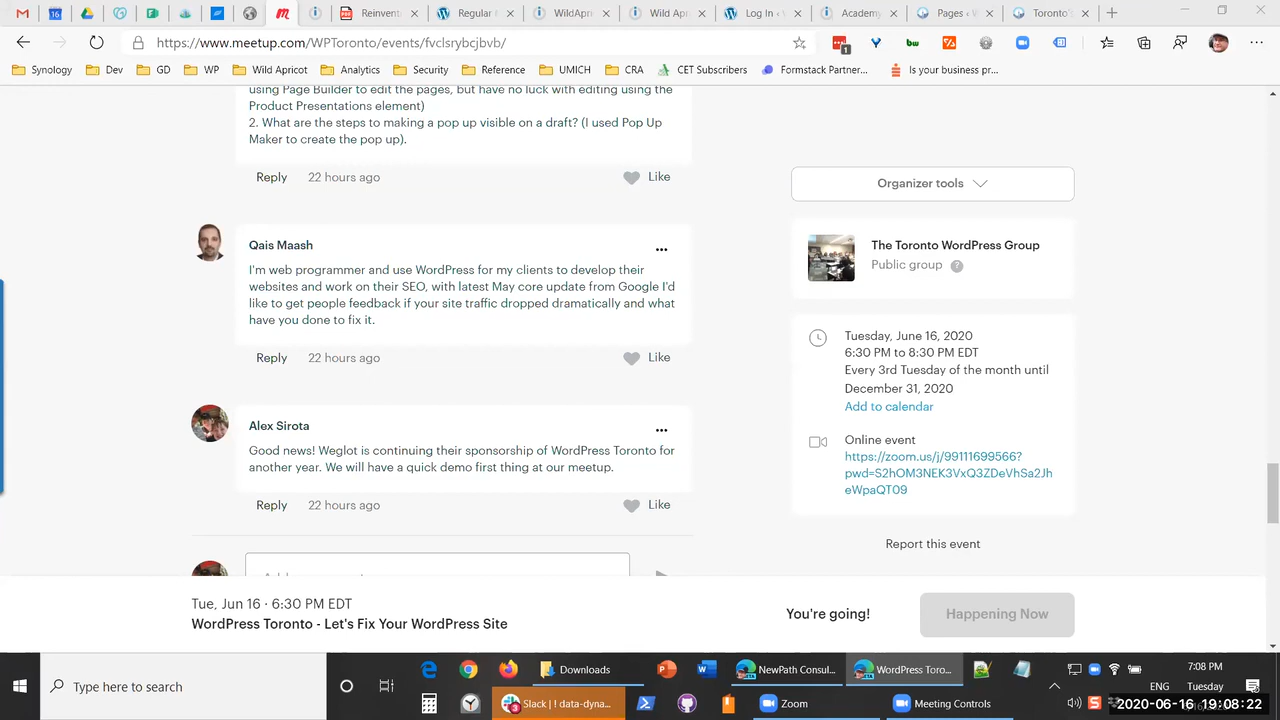 Reinvent
Regular
WildApri
Wild Ap
Log In ‹ W
Academy
Pages ‹
Toronto's
https://www.meetup.com/WPToronto/events/fvclsrybcjbvb/
1
Synology
Dev
GD
WP
Wild Apricot
Analytics
Security
Reference
UMICH
CRA
CET Subscribers
Formstack Partner...
Is your business pr...
using Page Builder to edit the pages, but have no luck with editing using the
Product Presentations element)
2. What are the steps to making a pop up visible on a draft? (I used Pop Up
Maker to create the pop up).
Reply 22 hours ago Like
Qais Maash
I'm web programmer and use WordPress for my clients to develop their
websites and work on their SEO, with latest May core update from Google I'd
like to get people feedback if your site traffic dropped dramatically and what
have you done to fix it.
Reply 22 hours ago Like
Alex Sirota
Good news! Weglot is continuing their sponsorship of WordPress Toronto for
another year. We will have a quick demo first thing at our meetup.
Reply 22 hours ago Like
Organizer tools
The Toronto WordPress Group
Public group ?
Tuesday, June 16, 2020
6:30 PM to 8:30 PM EDT
Every 3rd Tuesday of the month until
December 31, 2020
Add to calendar
Online event
https://zoom.us/j/99111699566?
pwd=S2hOM3NEK3VxQ3ZDeVhSa2Jh
eWpaQT09
Report this event
Tue, Jun 16 · 6:30 PM EDT
WordPress Toronto - Let's Fix Your WordPress Site
You're going!
Happening Now
Type here to search
Downloads
NewPath Consul...
WordPress Toro...
Slack | ! data-dyna...
Zoom
Meeting Controls
ENG
7:08 PM
Tuesday
2020-06-16 19:08:22